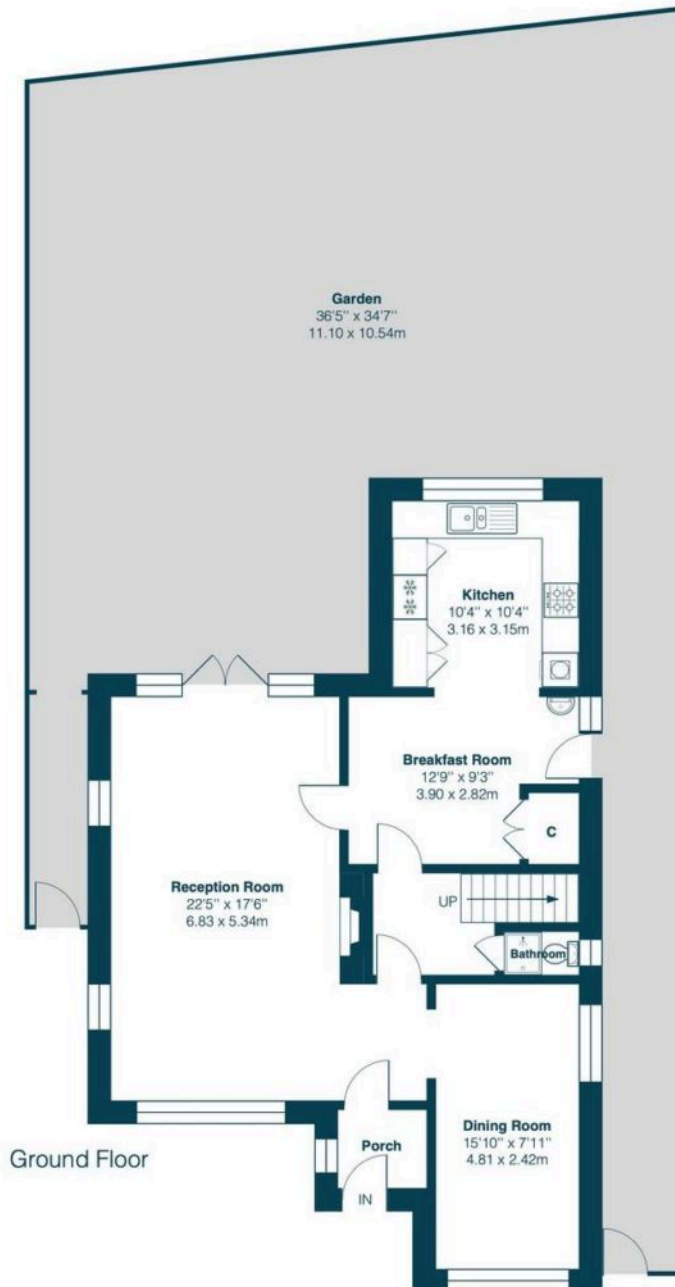 Garden
36'5'' x 34'7''
11.10 x 10.54m
Kitchen
10'4'' x 10'4''
3.16 x 3.15m
Breakfast Room
12'9'' x 9'3''
3.90 x 2.82m
C
Reception Room
22'5'' x 17'6''
6.83 x 5.34m
UP
Bathroom
Dining Room
15'10'' x 7'11''
4.81 x 2.42m
Porch
Ground Floor
IN